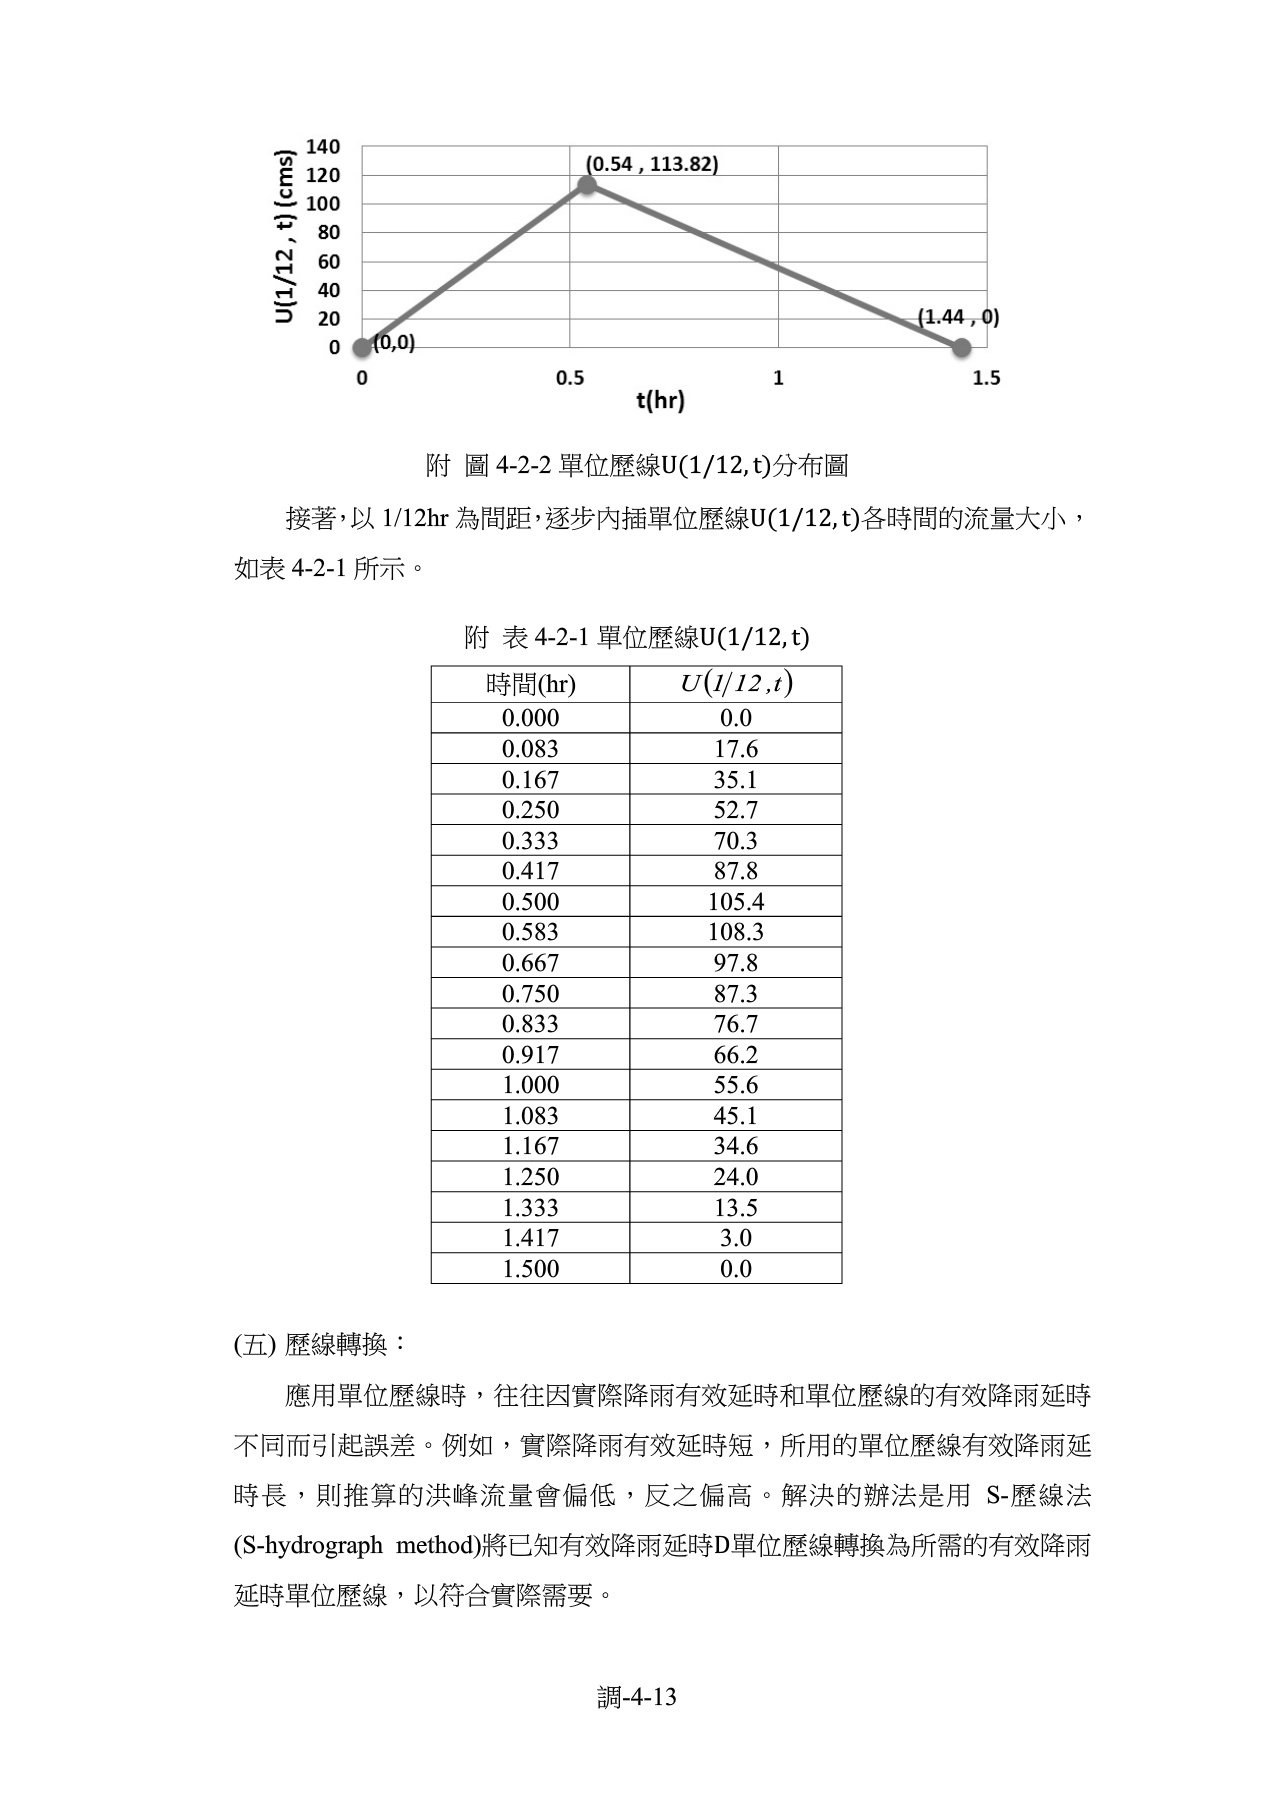 140
120
100
80
60
40
20
0
U(1/12 , t) (cms)
(0.54 , 113.82)
(1.44 , 0)
(0,0)
0 0.5 1 1.5
t(hr)
附 圖 4-2-2 單位歷線U(1/12, t)分布圖
接著，以 1/12hr 為間距，逐步內插單位歷線U(1/12, t)各時間的流量大小，
如表 4-2-1 所示。
附 表 4-2-1 單位歷線U(1/12, t)
時間(hr) U(1/12 ,t)
0.000 0.0
0.083 17.6
0.167 35.1
0.250 52.7
0.333 70.3
0.417 87.8
0.500 105.4
0.583 108.3
0.667 97.8
0.750 87.3
0.833 76.7
0.917 66.2
1.000 55.6
1.083 45.1
1.167 34.6
1.250 24.0
1.333 13.5
1.417 3.0
1.500 0.0
(五) 歷線轉換：
應用單位歷線時，往往因實際降雨有效延時和單位歷線的有效降雨延時
不同而引起誤差。例如，實際降雨有效延時短，所用的單位歷線有效降雨延
時長，則推算的洪峰流量會偏低，反之偏高。解決的辦法是用 S-歷線法
(S-hydrograph method)將已知有效降雨延時D單位歷線轉換為所需的有效降雨
延時單位歷線，以符合實際需要。
調-4-13